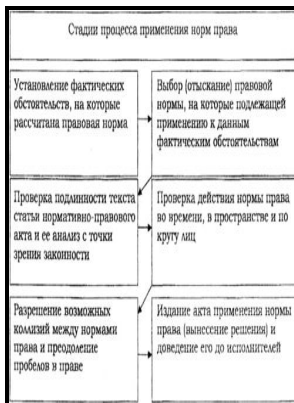 Стадии процесса применения норм права
Установление фактических
обстоятельств, на которые
рассчитана правовая норма
Выбор (отыскание) правовой
нормы, на которые подлежащей
применению к данным
фактическим обстоятельствам
Проверка подлинности текста
статьи нормативно-правового
акта и ее анализ с точки
зрения законности
Проверка действия нормы права
во времени, в пространстве и по
кругу лиц
Разрешение возможных
коллизий между нормами
права и преодоление
пробелов в праве
Издание акта применения нормы
права (вынесение решения) и
доведение его до исполнителей